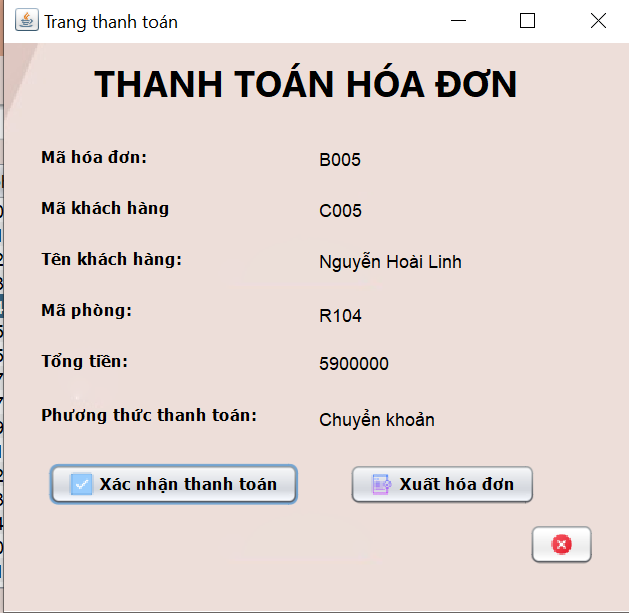 Trang thanh toán
THANH TOÁN HÓA ĐƠN
Mã hóa đơn: B005
Mã khách hàng C005
Tên khách hàng: Nguyễn Hoài Linh
Mã phòng: R104
Tổng tiền: 5900000
Phương thức thanh toán: Chuyển khoản
Xác nhận thanh toán Xuất hóa đơn